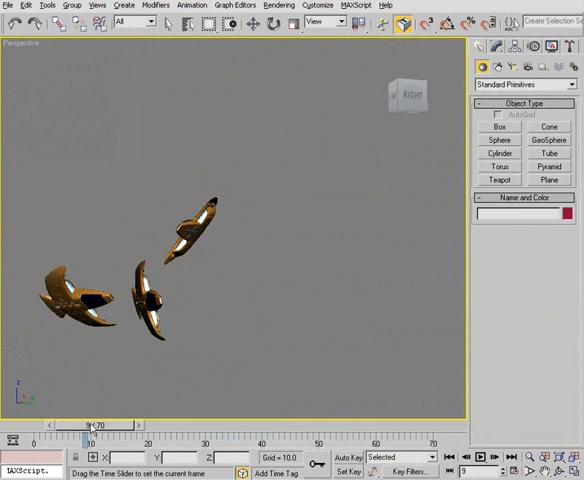 File Edit Tools Group Views Create Modifiers Animation Graph Editors Rendering Customize MAXScript Help
All
View
Create Selection Se
Perspective
RIGHT
Standard Primitives
- Object Type
AutoGrid
Box Cone
Sphere GeoSphere
Cylinder Tube
Torus Pyramid
Teapot Plane
- Name and Color
z
< 9 / 70 >
0 10 20 30 40 50 60 70
X: Y: Z: Grid = 10.0 Auto Key Selected
Set Key Key Filters... 9
Drag the Time Slider to set the current frame Add Time Tag